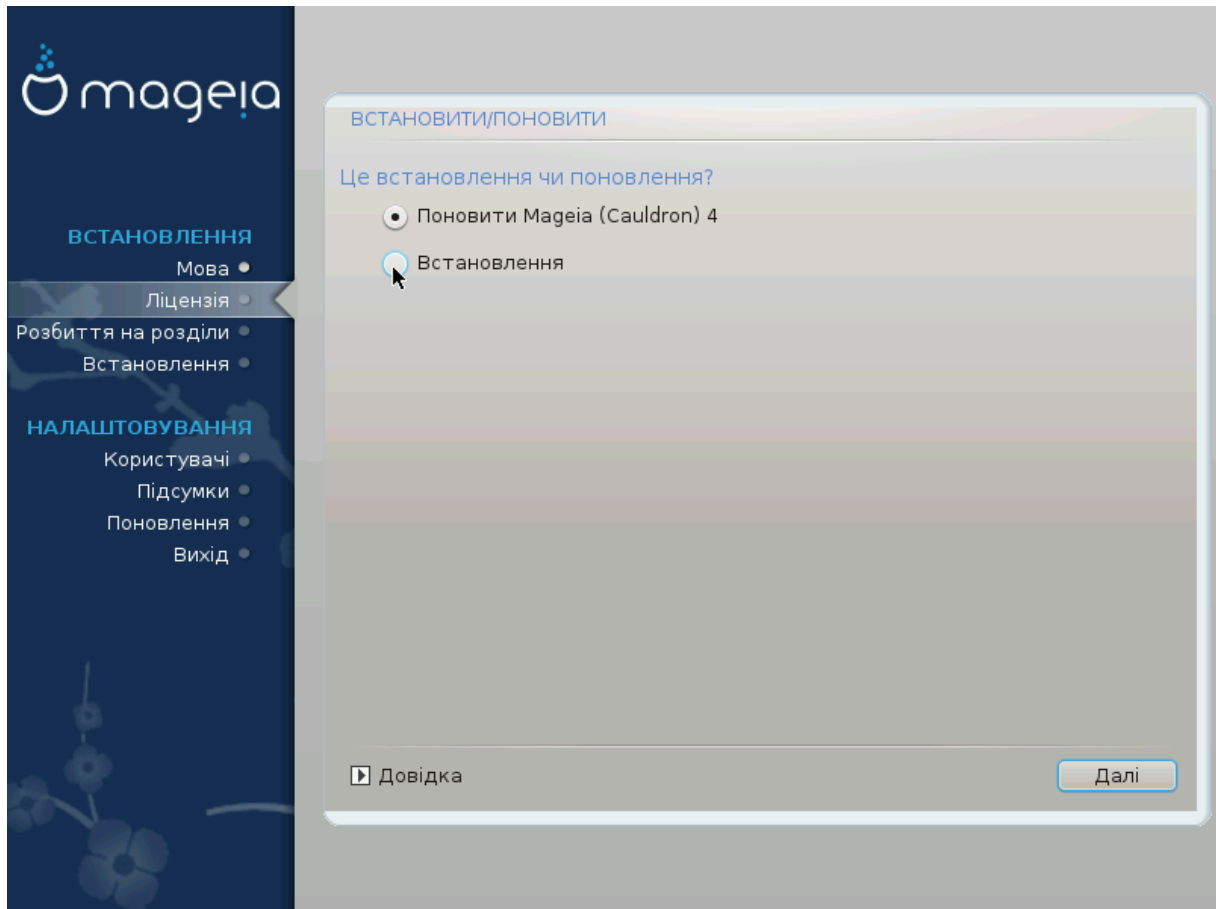 mageia
ВСТАНОВЛЕННЯ
Мова
Ліцензія
Розбиття на розділи
Встановлення
НАЛАШТОВУВАННЯ
Користувачі
Підсумки
Поновлення
Вихід
ВСТАНОВИТИ/ПОНОВИТИ
Це встановлення чи поновлення?
Поновити Mageia (Cauldron) 4
Встановлення
Довідка
Далі